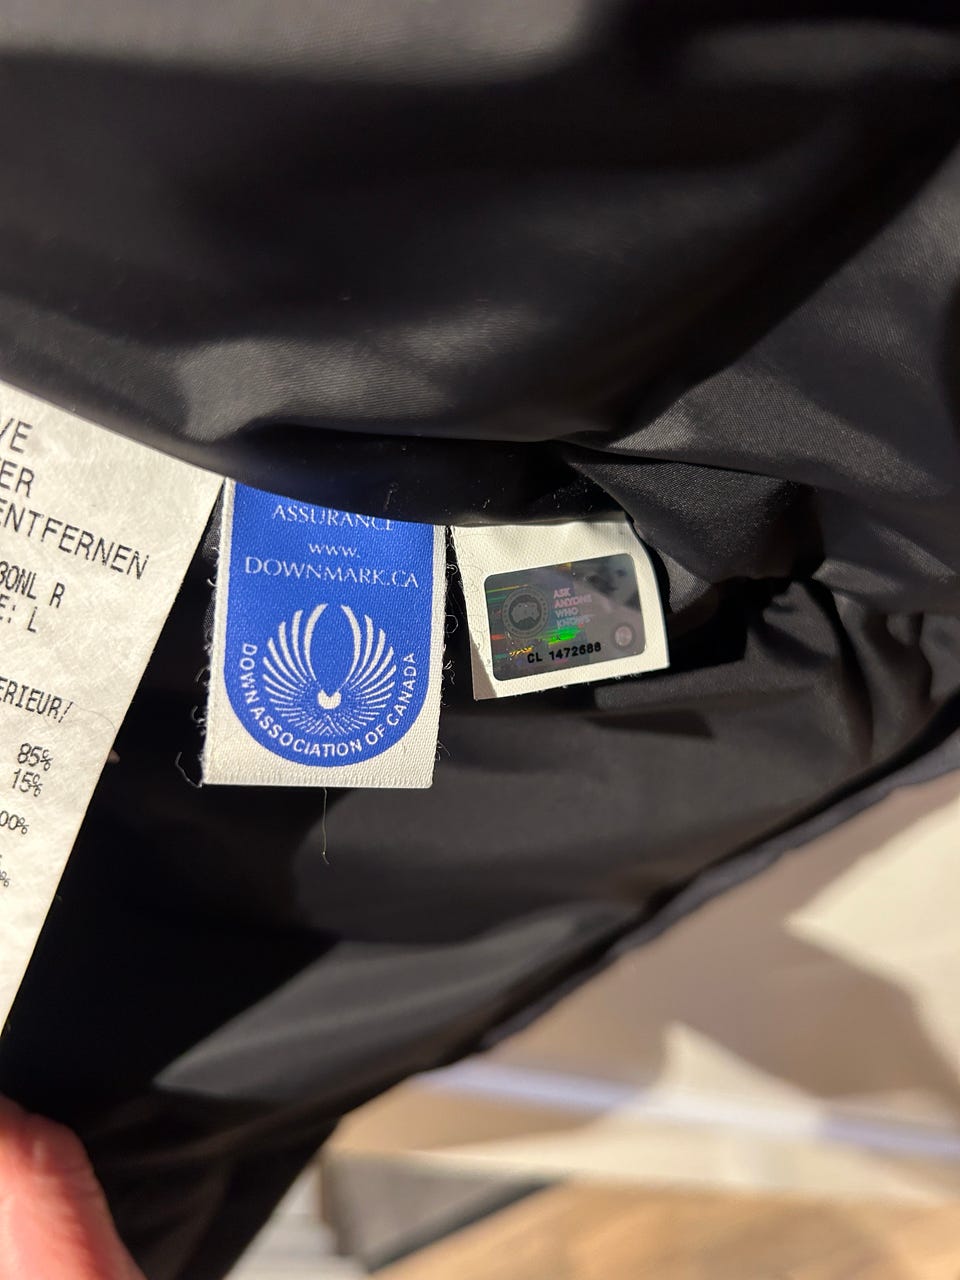 VE
ER
ENTFERNEN
30NL R
E: L
ERIEUR/
85%
15%
00%
%
ASSURANCE
www.
DOWNMARK.CA
DOWN ASSOCIATION OF CANADA
ASK
ANYONE
WHO
KNOWS
CL 1472688